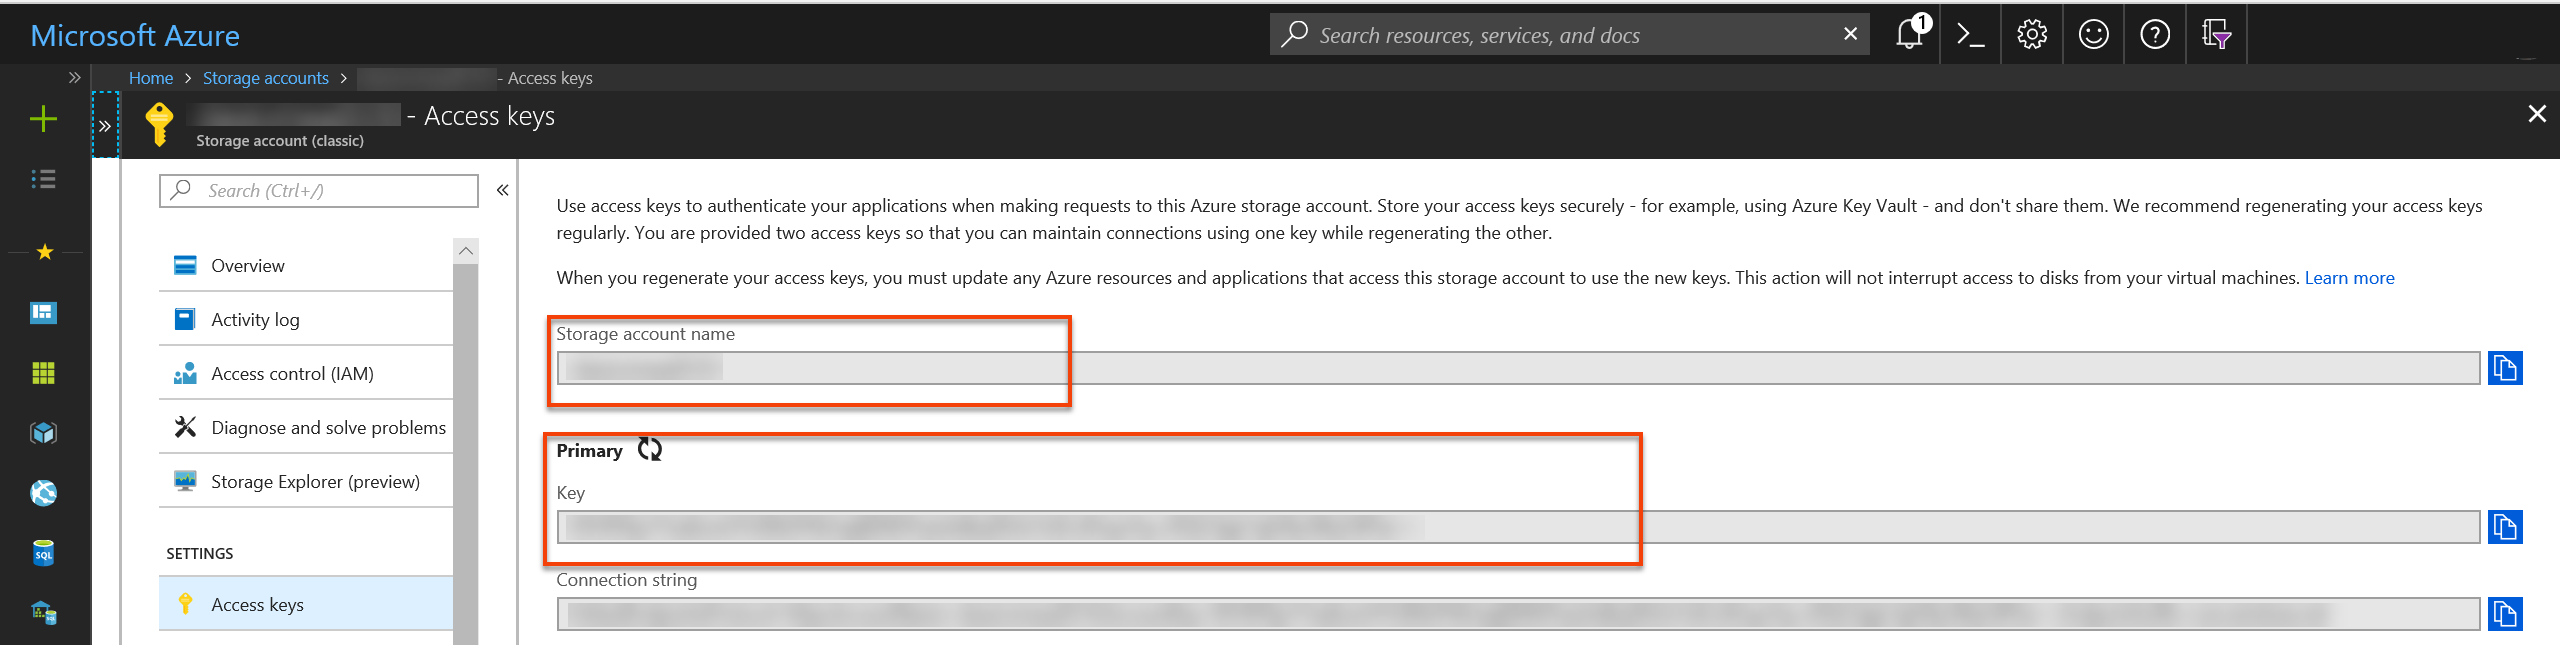 Microsoft Azure
Search resources, services, and docs
1
Home > Storage accounts > - Access keys
- Access keys
Storage account (classic)
Search (Ctrl+/)
Overview
Activity log
Access control (IAM)
Diagnose and solve problems
Storage Explorer (preview)
SETTINGS
Access keys
SQL
Use access keys to authenticate your applications when making requests to this Azure storage account. Store your access keys securely - for example, using Azure Key Vault - and don't share them. We recommend regenerating your access keys
regularly. You are provided two access keys so that you can maintain connections using one key while regenerating the other.
When you regenerate your access keys, you must update any Azure resources and applications that access this storage account to use the new keys. This action will not interrupt access to disks from your virtual machines. Learn more
Storage account name
Primary
Key
Connection string